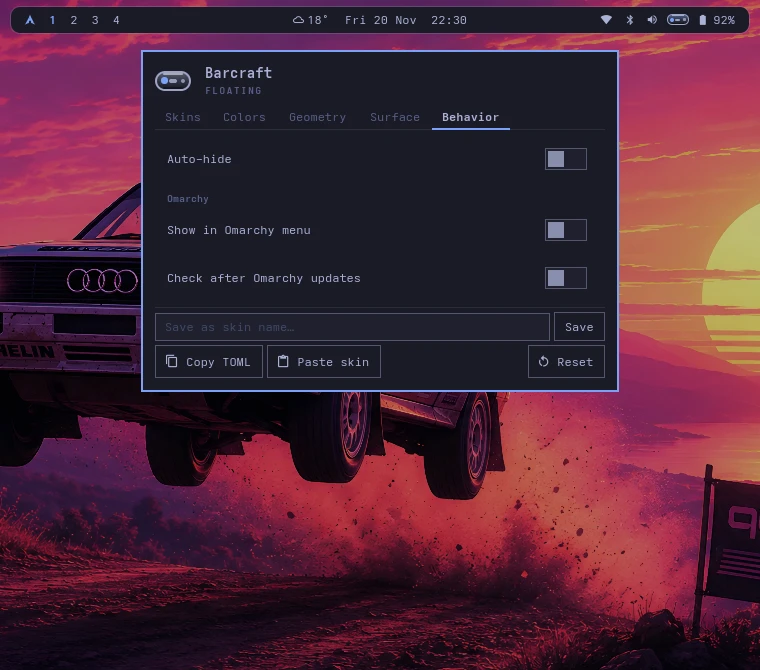 1 2 3 4 18° Fri 20 Nov 22:30 92%
Barcraft
FLOATING
Skins Colors Geometry Surface Behavior
Auto-hide
Omarchy
Show in Omarchy menu
Check after Omarchy updates
Save as skin name… Save
Copy TOML Paste skin Reset
HELIN